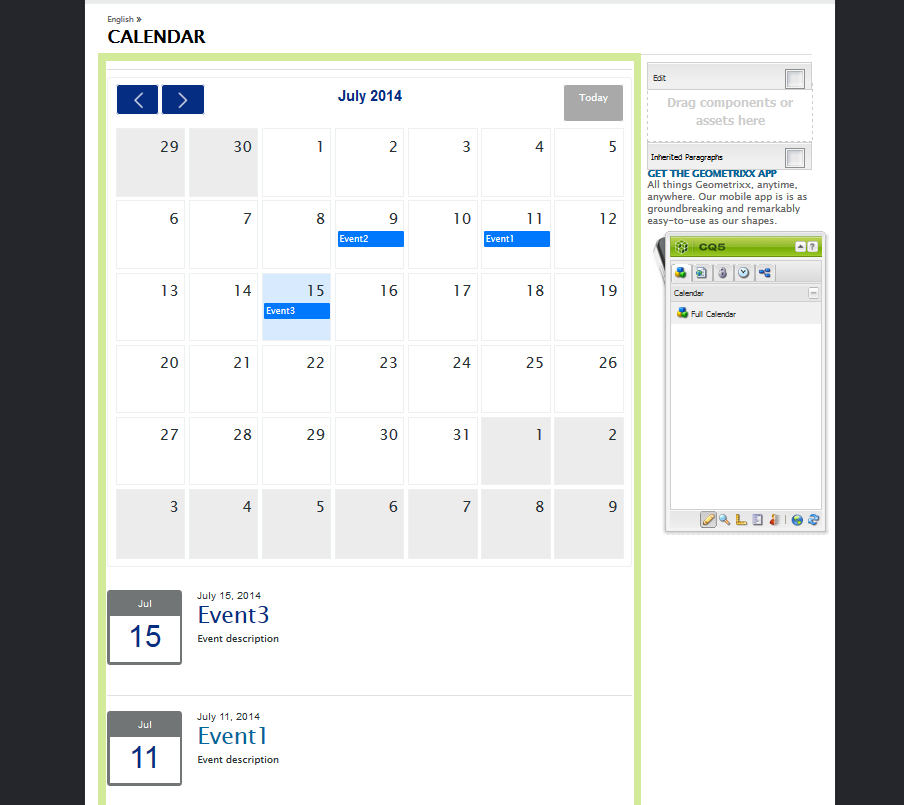 English »
CALENDAR
July 2014
Today
29 30 1 2 3 4 5
6 7 8 9 10 11 12
Event2 Event1
13 14 15 16 17 18 19
Event3
20 21 22 23 24 25 26
27 28 29 30 31 1 2
3 4 5 6 7 8 9
Jul
15
July 15, 2014
Event3
Event description
Jul
11
July 11, 2014
Event1
Event description
Edit
Drag components or
assets here
Inherited Paragraphs
GET THE GEOMETRIXX APP
All things Geometrixx, anytime,
anywhere. Our mobile app is is as
groundbreaking and remarkably
easy-to-use as our shapes.
CQ5
?
Calendar
Full Calendar